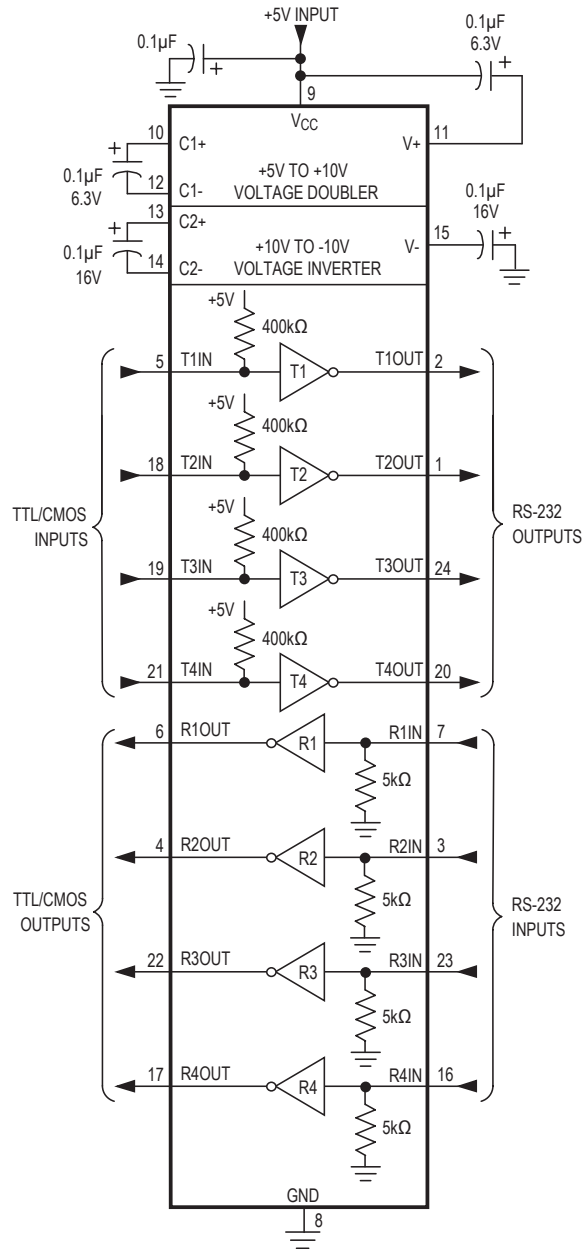 +5V INPUT
0.1µF
0.1µF
6.3V
+
+
9
VCC
10
C1+
V+
11
+
0.1µF
6.3V
12
C1-
+5V TO +10V
VOLTAGE DOUBLER
13
C2+
+
0.1µF
16V
14
C2-
+10V TO -10V
VOLTAGE INVERTER
V-
15
0.1µF
16V
+
+5V
400kΩ
5
T1IN
T1
T1OUT
2
+5V
400kΩ
18
T2IN
T2
T2OUT
1
TTL/CMOS
INPUTS
RS-232
OUTPUTS
+5V
400kΩ
19
T3IN
T3
T3OUT
24
+5V
400kΩ
21
T4IN
T4
T4OUT
20
6
R1OUT
R1
R1IN
7
5kΩ
4
R2OUT
R2
R2IN
3
5kΩ
TTL/CMOS
OUTPUTS
RS-232
INPUTS
22
R3OUT
R3
R3IN
23
5kΩ
17
R4OUT
R4
R4IN
16
5kΩ
GND
8